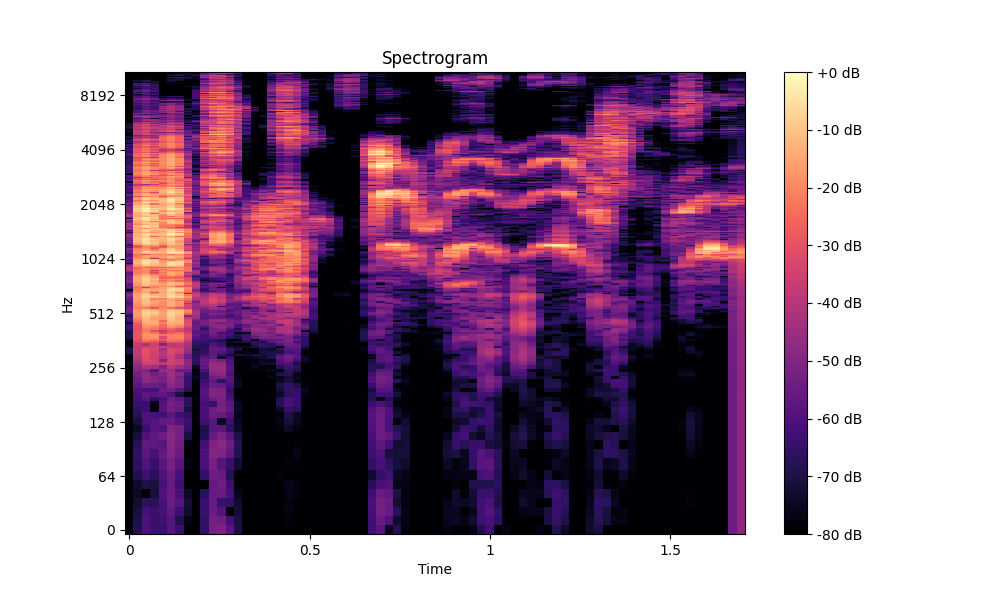 Spectrogram
8192
4096
2048
1024
512
256
128
64
0
Hz
0
0.5
1
1.5
Time
+0 dB
-10 dB
-20 dB
-30 dB
-40 dB
-50 dB
-60 dB
-70 dB
-80 dB